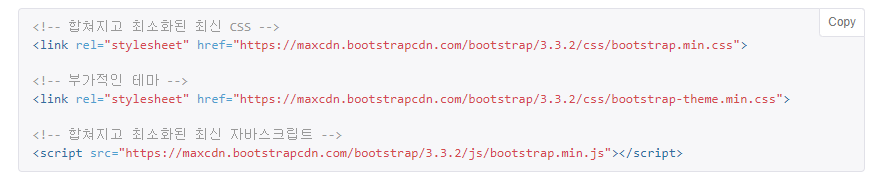 Copy
<!-- 합쳐지고 최소화된 최신 CSS -->
<link rel="stylesheet" href="https://maxcdn.bootstrapcdn.com/bootstrap/3.3.2/css/bootstrap.min.css">
<!-- 부가적인 테마 -->
<link rel="stylesheet" href="https://maxcdn.bootstrapcdn.com/bootstrap/3.3.2/css/bootstrap-theme.min.css">
<!-- 합쳐지고 최소화된 최신 자바스크립트 -->
<script src="https://maxcdn.bootstrapcdn.com/bootstrap/3.3.2/js/bootstrap.min.js"></script>